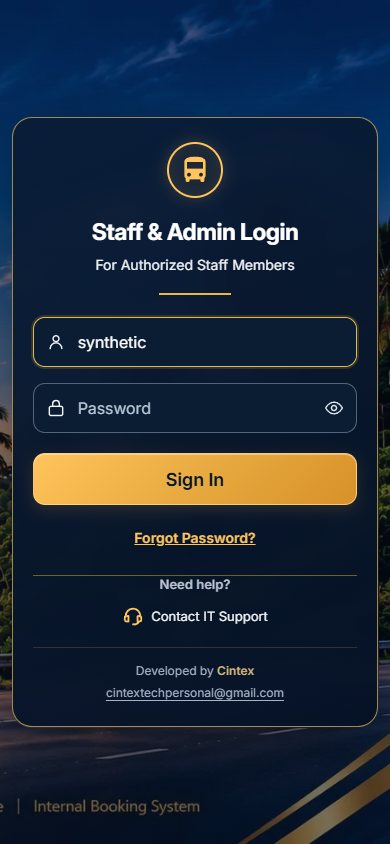 Staff & Admin Login
For Authorized Staff Members
synthetic
Password
Sign In
Forgot Password?
Need help?
Contact IT Support
Developed by Cintex
cintextechpersonal@gmail.com
e | Internal Booking System